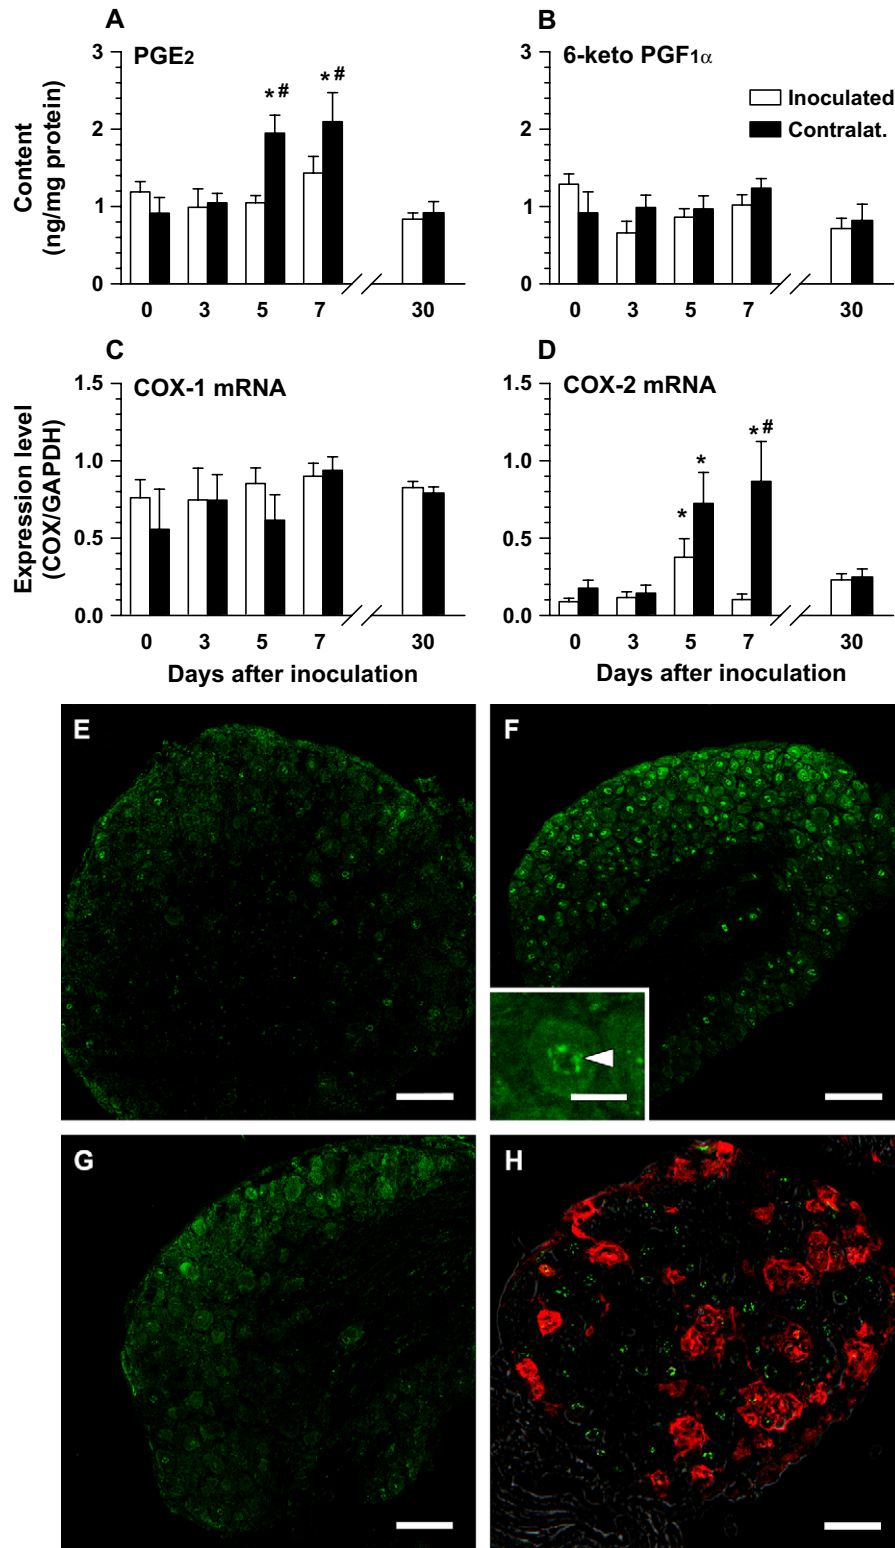 A
B
PGE2
6-keto PGF1α
Content
(ng/mg protein)
3
2
1
0
*#
*#
0 3 5 7 30
3
2
1
0
Inoculated
Contralat.
0 3 5 7 30
C
D
COX-1 mRNA
COX-2 mRNA
Expression level
(COX/GAPDH)
1.5
1.0
0.5
0.0
0 3 5 7 30
Days after inoculation
1.5
1.0
0.5
0.0
*
*
*#
0 3 5 7 30
Days after inoculation
E
F
G
H